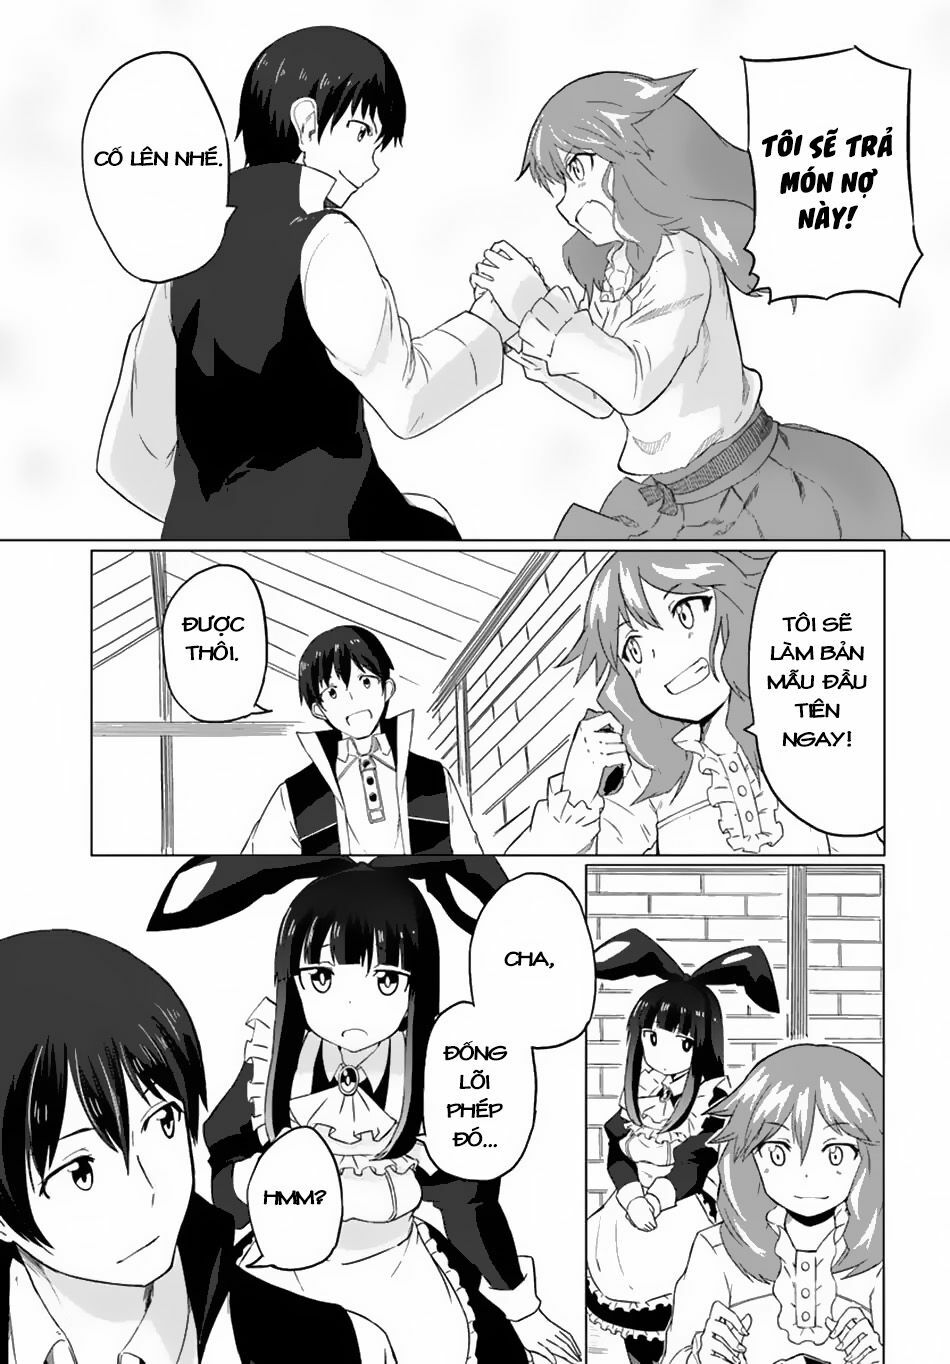 TÔI SẼ TRẢ
MÓN NỢ
NÀY!
CỐ LÊN NHÉ.
TÔI SẼ
LÀM BẢN
MẪU ĐẦU
TIÊN
NGAY!
ĐƯỢC
THÔI.
CHA,
ĐỐNG
LÕI
PHÉP
ĐÓ...
HMM?